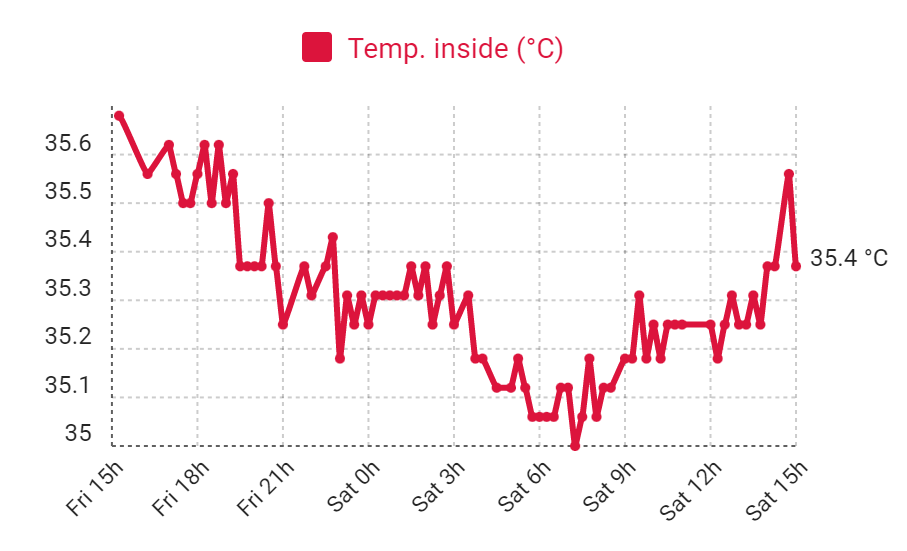 Temp. inside (°C)
35.6
35.5
35.4
35.3
35.2
35.1
35
35.4 °C
Fri 15h
Fri 18h
Fri 21h
Sat 0h
Sat 3h
Sat 6h
Sat 9h
Sat 12h
Sat 15h